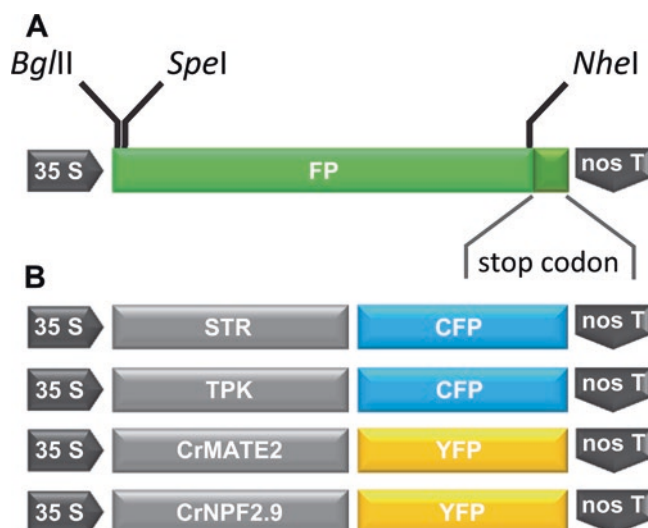 A
BglII SpeI NheI
35 S FP nos T
stop codon
B
35 S STR CFP nos T
35 S TPK CFP nos T
35 S CrMATE2 YFP nos T
35 S CrNPF2.9 YFP nos T